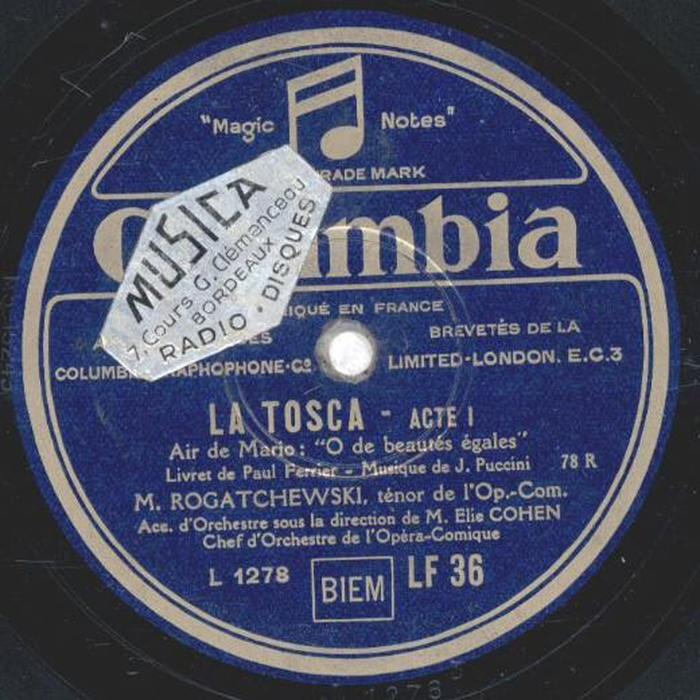 "Magic Notes"
RADE MARK
mbia
MUSICA
7, Cours G. Clémenceau
BORDEAUX
RADIO · DISQUES
IQUÉ EN FRANCE
BREVETÉS DE LA
COLUMB RAPHOPHONE·Cº LIMITED·LONDON, E.C.3
LA TOSCA - ACTE I
Air de Mario: "O de beautés égales"
Livret de Paul Ferrier - Musique de J. Puccini 78 R
M. ROGATCHEWSKI, ténor de l'Op.-Com.
Acc. d'Orchestre sous la direction de M. Elie COHEN
Chef d'Orchestre de l'Opéra-Comique
L 1278 BIEM LF 36